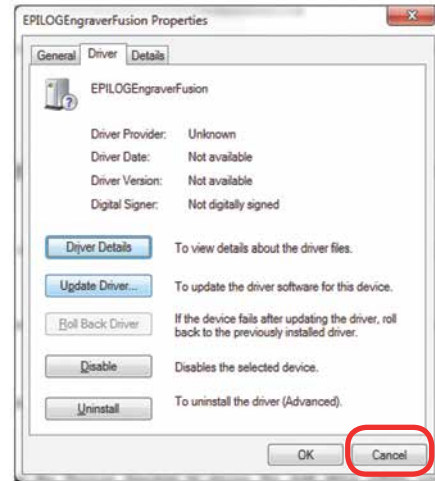 EPILOGEngraverFusion Properties
General Driver Details
EPILOGEngraverFusion
Driver Provider: Unknown
Driver Date: Not available
Driver Version: Not available
Digital Signer: Not digitally signed
Driver Details To view details about the driver files.
Update Driver... To update the driver software for this device.
Roll Back Driver If the device fails after updating the driver, roll
back to the previously installed driver.
Disable Disables the selected device.
Uninstall To uninstall the driver (Advanced).
OK Cancel